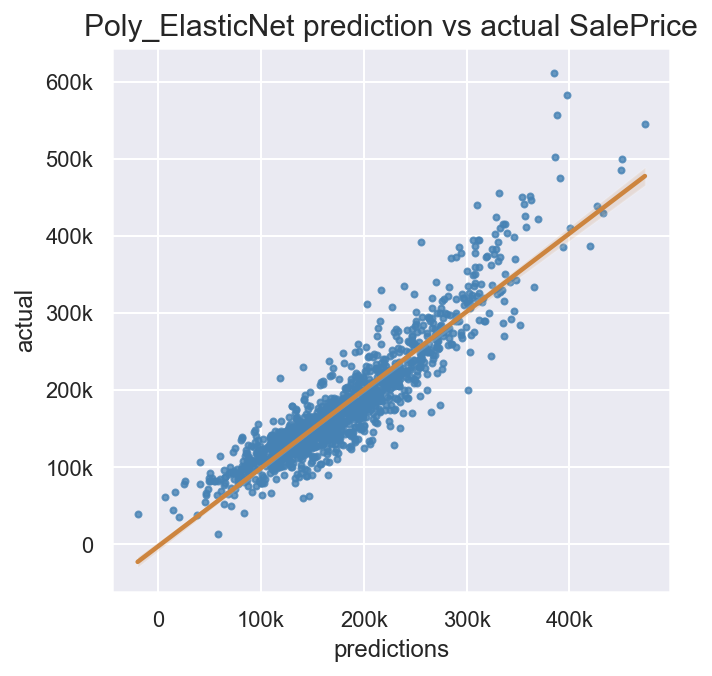 Poly_ElasticNet prediction vs actual SalePrice
600k
500k
400k
300k
200k
100k
0
actual
0 100k 200k 300k 400k
predictions